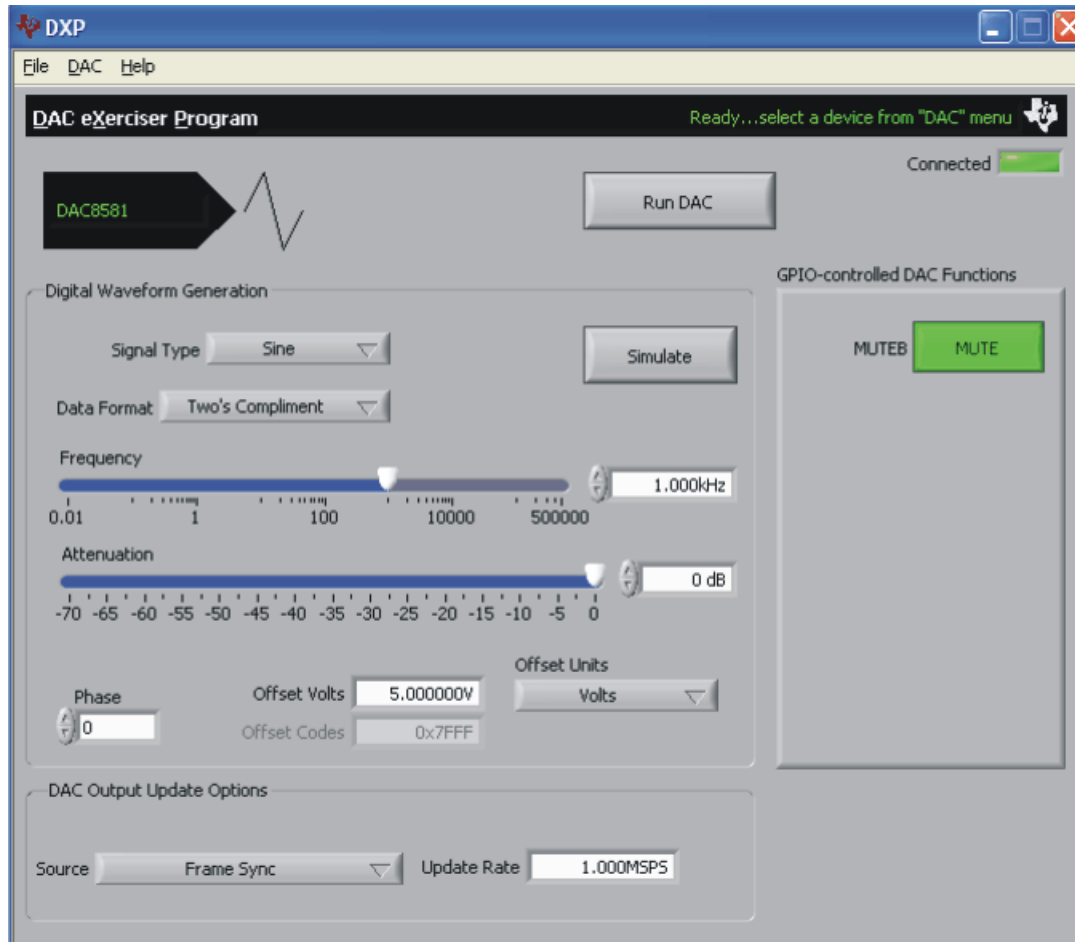 DXP
File DAC Help
DAC eXerciser Program
Ready...select a device from "DAC" menu
Connected
DAC8581
Run DAC
GPIO-controlled DAC Functions
Digital Waveform Generation
Signal Type Sine
Simulate
MUTEB MUTE
Data Format Two's Compliment
Frequency
1.000kHz
0.01 1 100 10000 500000
Attenuation
0 dB
-70 -65 -60 -55 -50 -45 -40 -35 -30 -25 -20 -15 -10 -5 0
Offset Units
Phase
Offset Volts 5.000000V
Volts
0
Offset Codes 0x7FFF
DAC Output Update Options
Source Frame Sync
Update Rate 1.000MSPS